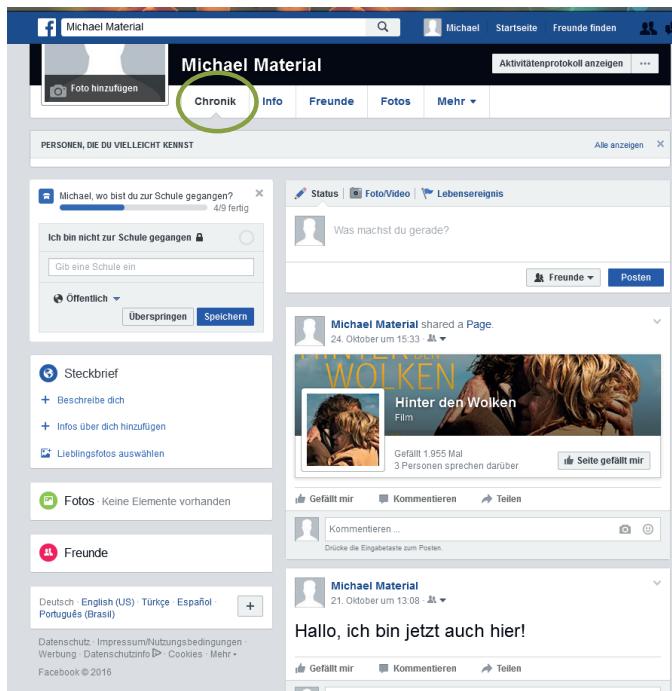 f Michael Material Michael Startseite Freunde finden
Michael Material
Aktivitätenprotokoll anzeigen ...
Foto hinzufügen
Chronik Info Freunde Fotos Mehr
PERSONEN, DIE DU VIELLEICHT KENNST Alle anzeigen
Michael, wo bist du zur Schule gegangen?
4/9 fertig
Ich bin nicht zur Schule gegangen
Gib eine Schule ein
Öffentlich
Überspringen Speichern
Steckbrief
+ Beschreibe dich
+ Infos über dich hinzufügen
Lieblingsfotos auswählen
Fotos · Keine Elemente vorhanden
Freunde
Deutsch · English (US) · Türkçe · Español ·
Português (Brasil)
+
Datenschutz · Impressum/Nutzungsbedingungen ·
Werbung · Datenschutzinfo · Cookies · Mehr
Facebook © 2016
Status Foto/Video Lebensereignis
Was machst du gerade?
Freunde Posten
Michael Material shared a Page.
24. Oktober um 15:33 ·
HINTER DEN
WOLKEN
Hinter den Wolken
Film
Gefällt 1.955 Mal
3 Personen sprechen darüber
Seite gefällt mir
Gefällt mir Kommentieren Teilen
Kommentieren ...
Drücke die Eingabetaste zum Posten.
Michael Material
21. Oktober um 13:08 ·
Hallo, ich bin jetzt auch hier!
Gefällt mir Kommentieren Teilen